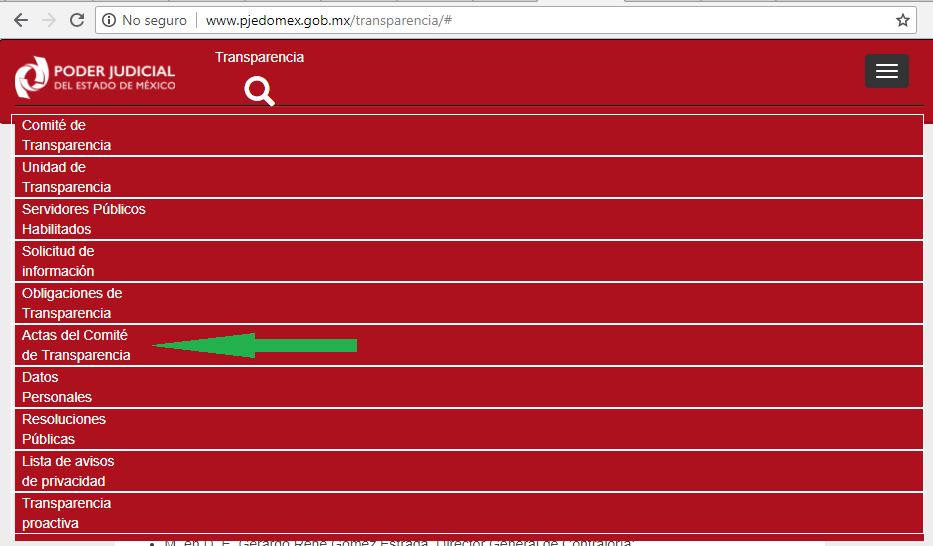 No seguro | www.pjedomex.gob.mx/transparencia/#
Transparencia
PODER JUDICIAL
DEL ESTADO DE MÉXICO
Comité de
Transparencia
Unidad de
Transparencia
Servidores Públicos
Habilitados
Solicitud de
información
Obligaciones de
Transparencia
Actas del Comité
de Transparencia
Datos
Personales
Resoluciones
Públicas
Lista de avisos
de privacidad
Transparencia
proactiva
M. en D. F. Gerardo René Gómez Estrada, Director General de Contraloría;